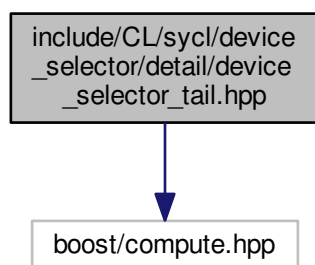 include/CL/sycl/device
_selector/detail/device
_selector_tail.hpp
boost/compute.hpp